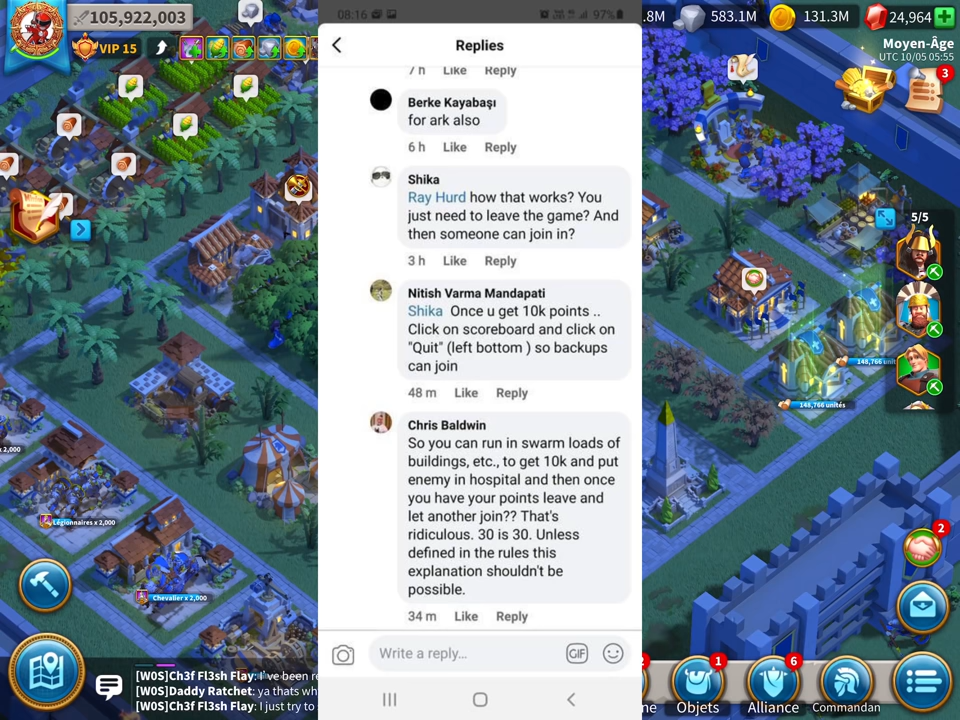 105,922,003
VIP 15
x 2,000
Légionnaires x 2,000
Chevalier x 2,000
[W0S]Ch3f Fl3sh Flay: I've been re
[W0S]Daddy Ratchet: ya thats wh
[W0S]Ch3f Fl3sh Flay: I just try to
08:16
97%
Replies
7 h Like Reply
Berke Kayabaşı
for ark also
6 h Like Reply
Shika
Ray Hurd how that works? You
just need to leave the game? And
then someone can join in?
3 h Like Reply
Nitish Varma Mandapati
Shika Once u get 10k points ..
Click on scoreboard and click on
"Quit" (left bottom ) so backups
can join
48 m Like Reply
Chris Baldwin
So you can run in swarm loads of
buildings, etc., to get 10k and put
enemy in hospital and then once
you have your points leave and
let another join?? That's
ridiculous. 30 is 30. Unless
defined in the rules this
explanation shouldn't be
possible.
34 m Like Reply
Write a reply...
GIF
.8M 583.1M 131.3M 24,964
Moyen-Âge
UTC 10/05 05:55
3
5/5
148,766 unit
148,766 unités
2
2
1
6
ne Objets Alliance Commandan